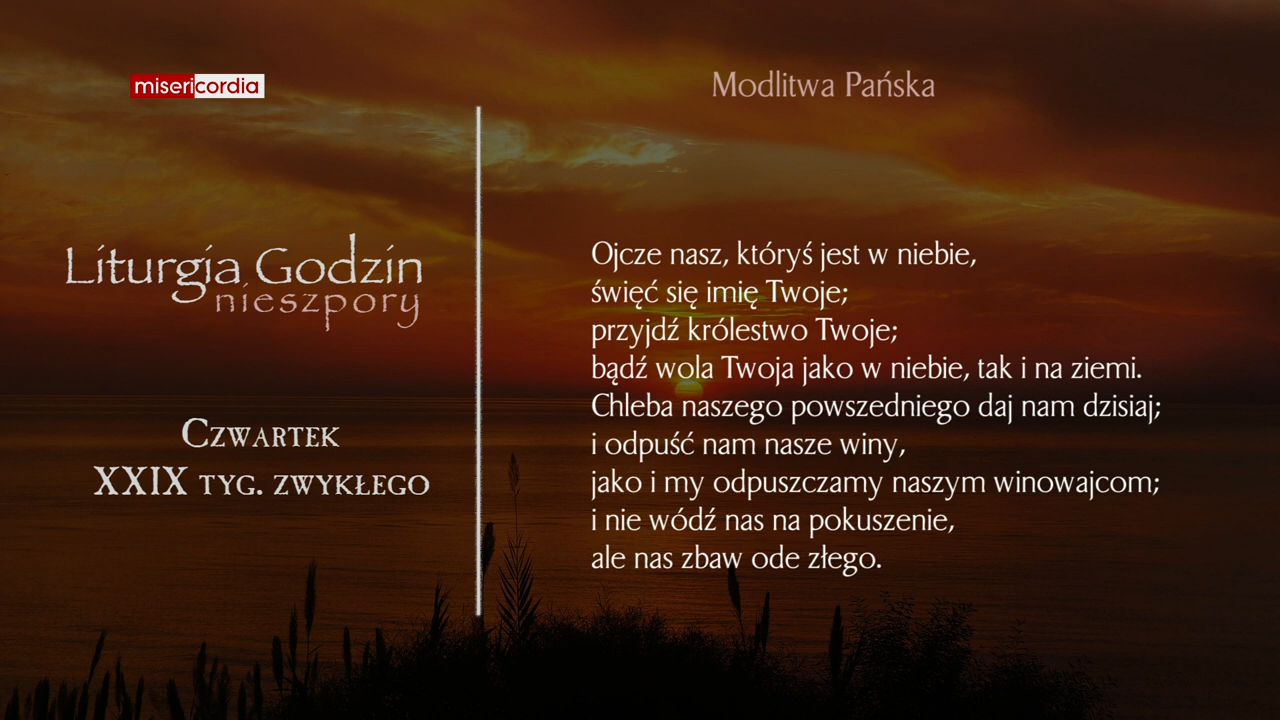 misericordia
Liturgia Godzin
nieszpory
Czwartek
XXIX tyg. zwykłego
Modlitwa Pańska
Ojcze nasz, któryś jest w niebie,
święć się imię Twoje;
przyjdź królestwo Twoje;
bądź wola Twoja jako w niebie, tak i na ziemi.
Chleba naszego powszedniego daj nam dzisiaj;
i odpuść nam nasze winy,
jako i my odpuszczamy naszym winowajcom;
i nie wódź nas na pokuszenie,
ale nas zbaw ode złego.